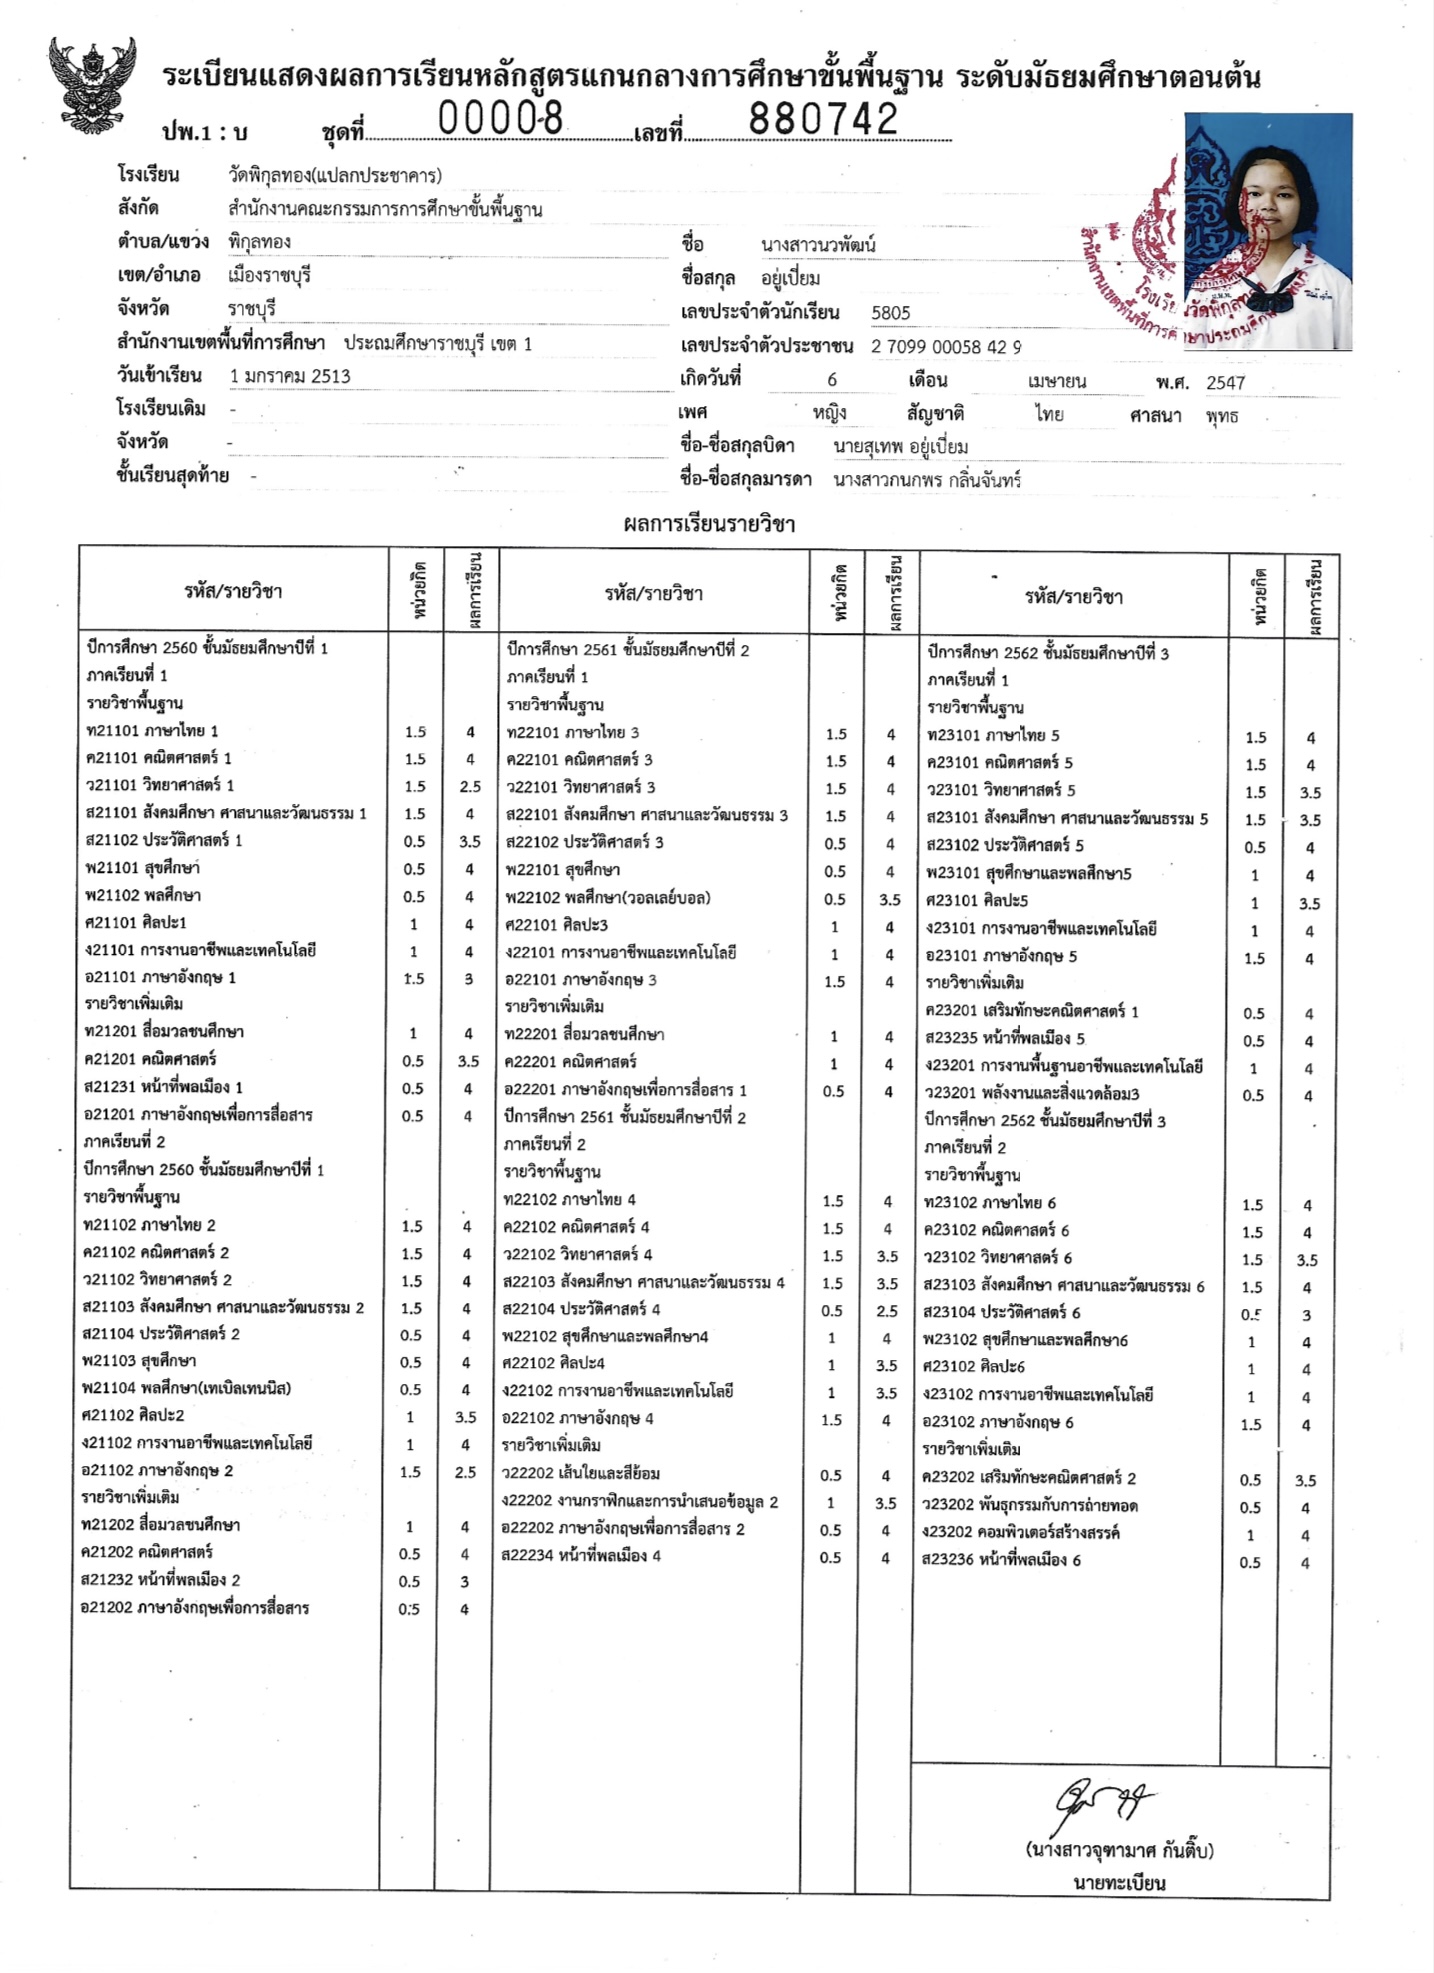 ระเบียนแสดงผลการเรียนหลักสูตรแกนกลางการศึกษาขั้นพื้นฐาน ระดับมัธยมศึกษาตอนต้น
ปพ.1 : บ ชุดที่ 00008 เลขที่ 880742
โรงเรียน วัดพิกุลทอง(แปลกประชาคาร)
สังกัด สำนักงานคณะกรรมการการศึกษาขั้นพื้นฐาน
ตำบล/แขวง พิกุลทอง
เขต/อำเภอ เมืองราชบุรี
จังหวัด ราชบุรี
สำนักงานเขตพื้นที่การศึกษา ประถมศึกษาราชบุรี เขต 1
วันเข้าเรียน 1 มกราคม 2513
โรงเรียนเดิม -
จังหวัด -
ชั้นเรียนสุดท้าย -
ชื่อ นางสาวนวพัฒน์
ชื่อสกุล อยู่เปี่ยม
เลขประจำตัวนักเรียน 5805
เลขประจำตัวประชาชน 2 7099 00058 42 9
เกิดวันที่ 6 เดือน เมษายน พ.ศ. 2547
เพศ หญิง สัญชาติ ไทย ศาสนา พุทธ
ชื่อ-ชื่อสกุลบิดา นายสุเทพ อยู่เปี่ยม
ชื่อ-ชื่อสกุลมารดา นางสาวกนกพร กลิ่นจันทร์
ผลการเรียนรายวิชา
รหัส/รายวิชา หน่วยกิต ผลการเรียน
ปีการศึกษา 2560 ชั้นมัธยมศึกษาปีที่ 1
ภาคเรียนที่ 1
รายวิชาพื้นฐาน
ท21101 ภาษาไทย 1 1.5 4
ค21101 คณิตศาสตร์ 1 1.5 4
ว21101 วิทยาศาสตร์ 1 1.5 2.5
ส21101 สังคมศึกษา ศาสนาและวัฒนธรรม 1 1.5 4
ส21102 ประวัติศาสตร์ 1 0.5 3.5
พ21101 สุขศึกษา 0.5 4
พ21102 พลศึกษา 0.5 4
ศ21101 ศิลปะ1 1 4
ง21101 การงานอาชีพและเทคโนโลยี 1 4
อ21101 ภาษาอังกฤษ 1 1.5 3
รายวิชาเพิ่มเติม
ท21201 สื่อมวลชนศึกษา 1 4
ค21201 คณิตศาสตร์ 0.5 3.5
ส21231 หน้าที่พลเมือง 1 0.5 4
อ21201 ภาษาอังกฤษเพื่อการสื่อสาร 0.5 4
ภาคเรียนที่ 2
ปีการศึกษา 2560 ชั้นมัธยมศึกษาปีที่ 1
รายวิชาพื้นฐาน
ท21102 ภาษาไทย 2 1.5 4
ค21102 คณิตศาสตร์ 2 1.5 4
ว21102 วิทยาศาสตร์ 2 1.5 4
ส21103 สังคมศึกษา ศาสนาและวัฒนธรรม 2 1.5 4
ส21104 ประวัติศาสตร์ 2 0.5 4
พ21103 สุขศึกษา 0.5 4
พ21104 พลศึกษา(เทเบิลเทนนิส) 0.5 4
ศ21102 ศิลปะ2 1 3.5
ง21102 การงานอาชีพและเทคโนโลยี 1 4
อ21102 ภาษาอังกฤษ 2 1.5 2.5
รายวิชาเพิ่มเติม
ท21202 สื่อมวลชนศึกษา 1 4
ค21202 คณิตศาสตร์ 0.5 4
ส21232 หน้าที่พลเมือง 2 0.5 3
อ21202 ภาษาอังกฤษเพื่อการสื่อสาร 0.5 4
รหัส/รายวิชา หน่วยกิต ผลการเรียน
ปีการศึกษา 2561 ชั้นมัธยมศึกษาปีที่ 2
ภาคเรียนที่ 1
รายวิชาพื้นฐาน
ท22101 ภาษาไทย 3 1.5 4
ค22101 คณิตศาสตร์ 3 1.5 4
ว22101 วิทยาศาสตร์ 3 1.5 4
ส22101 สังคมศึกษา ศาสนาและวัฒนธรรม 3 1.5 4
ส22102 ประวัติศาสตร์ 3 0.5 4
พ22101 สุขศึกษา 0.5 4
พ22102 พลศึกษา(วอลเลย์บอล) 0.5 3.5
ศ22101 ศิลปะ3 1 4
ง22101 การงานอาชีพและเทคโนโลยี 1 4
อ22101 ภาษาอังกฤษ 3 1.5 4
รายวิชาเพิ่มเติม
ท22201 สื่อมวลชนศึกษา 1 4
ค22201 คณิตศาสตร์ 1 4
อ22201 ภาษาอังกฤษเพื่อการสื่อสาร 1 0.5 4
ปีการศึกษา 2561 ชั้นมัธยมศึกษาปีที่ 2
ภาคเรียนที่ 2
รายวิชาพื้นฐาน
ท22102 ภาษาไทย 4 1.5 4
ค22102 คณิตศาสตร์ 4 1.5 4
ว22102 วิทยาศาสตร์ 4 1.5 3.5
ส22103 สังคมศึกษา ศาสนาและวัฒนธรรม 4 1.5 3.5
ส22104 ประวัติศาสตร์ 4 0.5 2.5
พ22102 สุขศึกษาและพลศึกษา4 1 4
ศ22102 ศิลปะ4 1 3.5
ง22102 การงานอาชีพและเทคโนโลยี 1 3.5
อ22102 ภาษาอังกฤษ 4 1.5 4
รายวิชาเพิ่มเติม
ว22202 เส้นใยและสีย้อม 0.5 4
ง22202 งานกราฟิกและการนำเสนอข้อมูล 2 1 3.5
อ22202 ภาษาอังกฤษเพื่อการสื่อสาร 2 0.5 4
ส22234 หน้าที่พลเมือง 4 0.5 4
รหัส/รายวิชา หน่วยกิต ผลการเรียน
ปีการศึกษา 2562 ชั้นมัธยมศึกษาปีที่ 3
ภาคเรียนที่ 1
รายวิชาพื้นฐาน
ท23101 ภาษาไทย 5 1.5 4
ค23101 คณิตศาสตร์ 5 1.5 4
ว23101 วิทยาศาสตร์ 5 1.5 3.5
ส23101 สังคมศึกษา ศาสนาและวัฒนธรรม 5 1.5 3.5
ส23102 ประวัติศาสตร์ 5 0.5 4
พ23101 สุขศึกษาและพลศึกษา5 1 4
ศ23101 ศิลปะ5 1 3.5
ง23101 การงานอาชีพและเทคโนโลยี 1 4
อ23101 ภาษาอังกฤษ 5 1.5 4
รายวิชาเพิ่มเติม
ค23201 เสริมทักษะคณิตศาสตร์ 1 0.5 4
ส23235 หน้าที่พลเมือง 5 0.5 4
ง23201 การงานพื้นฐานอาชีพและเทคโนโลยี 1 4
ว23201 พลังงานและสิ่งแวดล้อม3 0.5 4
ปีการศึกษา 2562 ชั้นมัธยมศึกษาปีที่ 3
ภาคเรียนที่ 2
รายวิชาพื้นฐาน
ท23102 ภาษาไทย 6 1.5 4
ค23102 คณิตศาสตร์ 6 1.5 4
ว23102 วิทยาศาสตร์ 6 1.5 3.5
ส23103 สังคมศึกษา ศาสนาและวัฒนธรรม 6 1.5 4
ส23104 ประวัติศาสตร์ 6 0.5 3
พ23102 สุขศึกษาและพลศึกษา6 1 4
ศ23102 ศิลปะ6 1 4
ง23102 การงานอาชีพและเทคโนโลยี 1 4
อ23102 ภาษาอังกฤษ 6 1.5 4
รายวิชาเพิ่มเติม
ค23202 เสริมทักษะคณิตศาสตร์ 2 0.5 3.5
ว23202 พันธุกรรมกับการถ่ายทอด 0.5 4
ง23202 คอมพิวเตอร์สร้างสรรค์ 1 4
ส23236 หน้าที่พลเมือง 6 0.5 4
(นางสาวจุฑามาศ กันติ๊บ)
นายทะเบียน